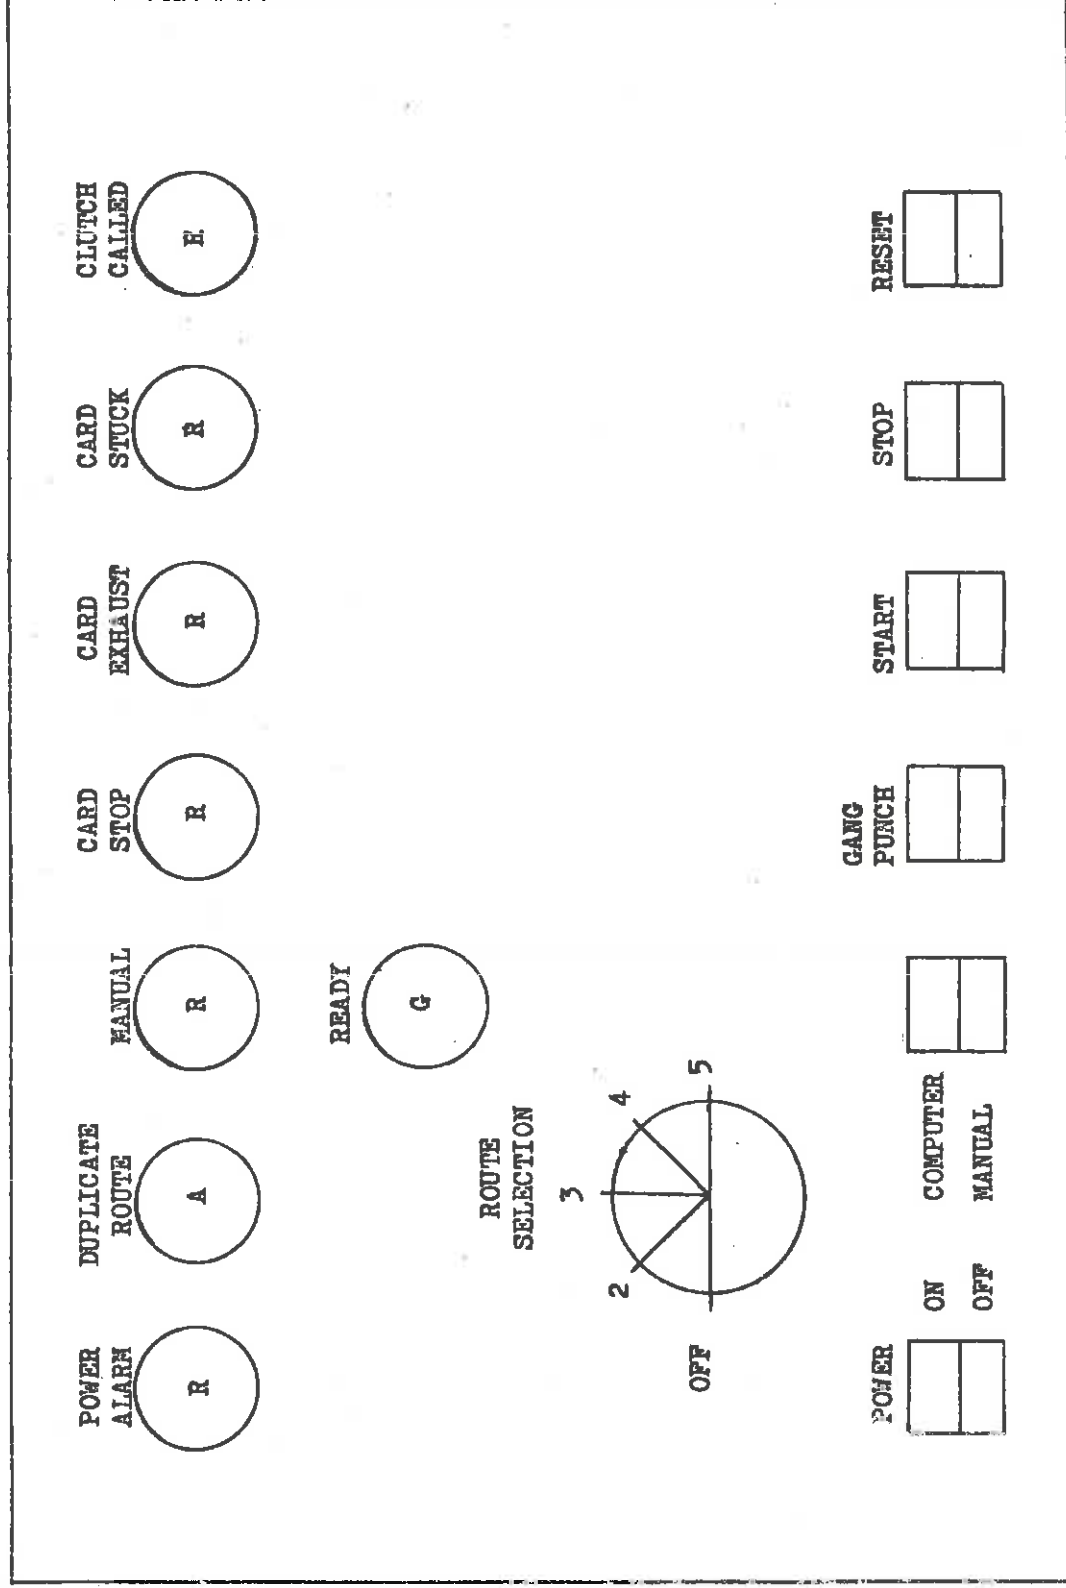 POWER ALARM
DUPLICATE ROUTE
MANUAL
CARD STOP
CARD EXHAUST
CARD STUCK
CLUTCH CALLED
R
A
R
R
R
R
READY
G
ROUTE
SELECTION
OFF
2
3
4
5
POWER
ON
OFF
COMPUTER
MANUAL
GANG
PUNCH
START
STOP
RESET